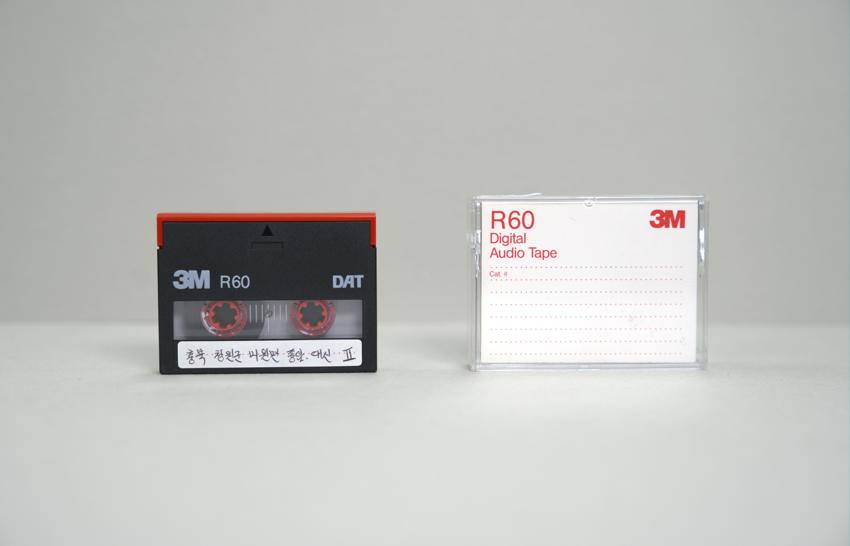 3M R60 DAT
충북 청원군 비원면 종암. 대신 II
R60 3M
Digital
Audio Tape
Cat. #